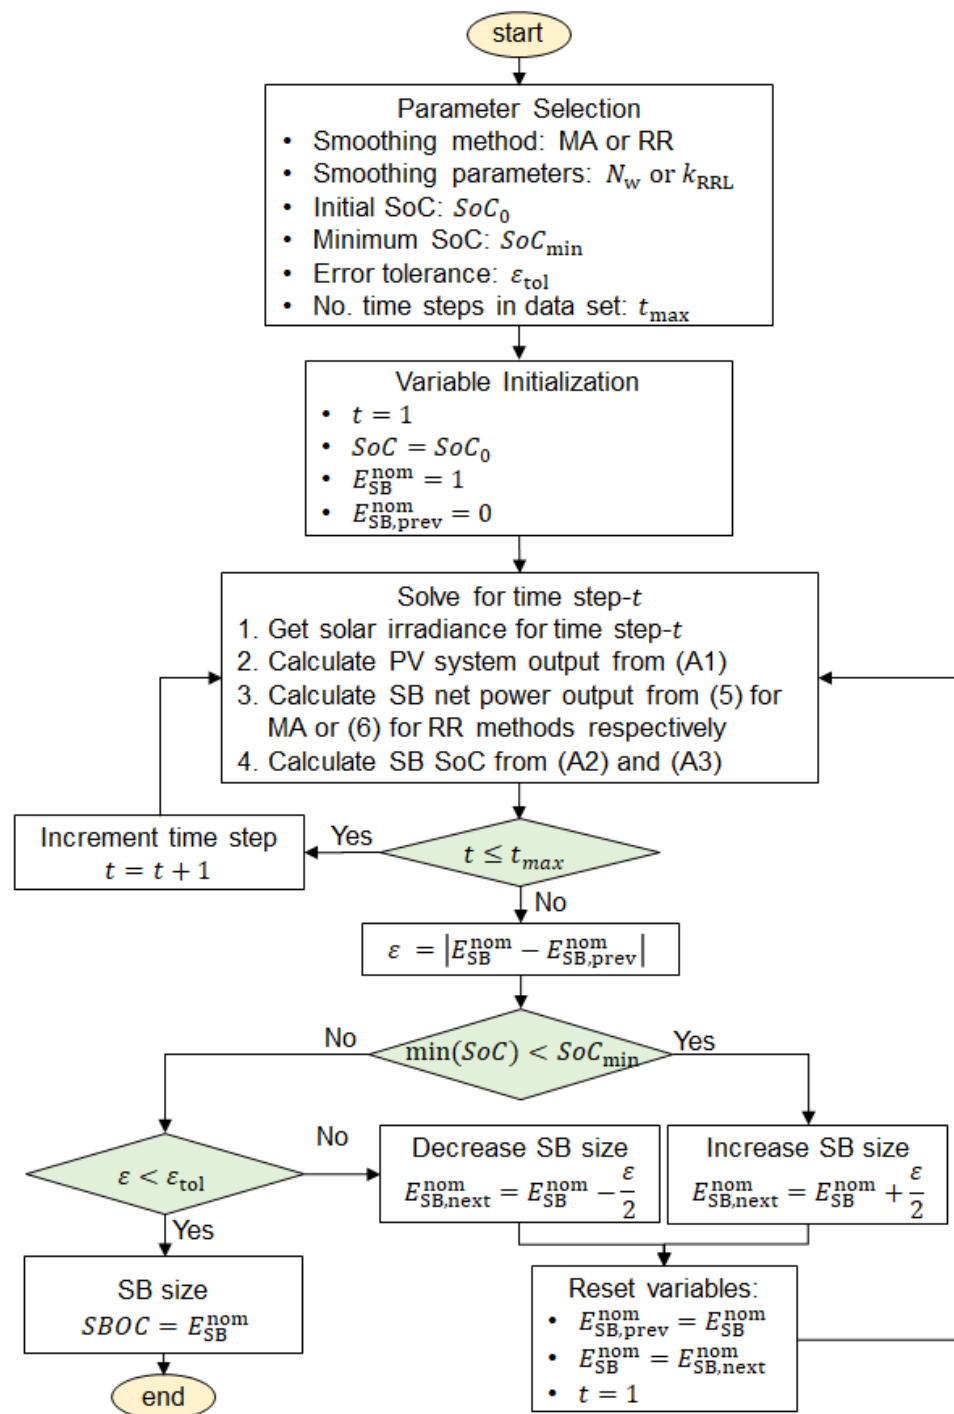 start
Parameter Selection
• Smoothing method: MA or RR
• Smoothing parameters: N_w or k_RRL
• Initial SoC: SoC_0
• Minimum SoC: SoC_min
• Error tolerance: ε_tol
• No. time steps in data set: t_max
Variable Initialization
• t = 1
• SoC = SoC_0
• E_SB^nom = 1
• E_SB,prev^nom = 0
Solve for time step-t
1. Get solar irradiance for time step-t
2. Calculate PV system output from (A1)
3. Calculate SB net power output from (5) for
MA or (6) for RR methods respectively
4. Calculate SB SoC from (A2) and (A3)
Increment time step
t = t + 1
Yes
t ≤ t_max
No
ε = |E_SB^nom − E_SB,prev^nom|
No
min(SoC) < SoC_min
Yes
ε < ε_tol
No
Decrease SB size
E_SB,next^nom = E_SB^nom − ε/2
Increase SB size
E_SB,next^nom = E_SB^nom + ε/2
Yes
SB size
SBOC = E_SB^nom
Reset variables:
• E_SB,prev^nom = E_SB^nom
• E_SB^nom = E_SB,next^nom
• t = 1
end